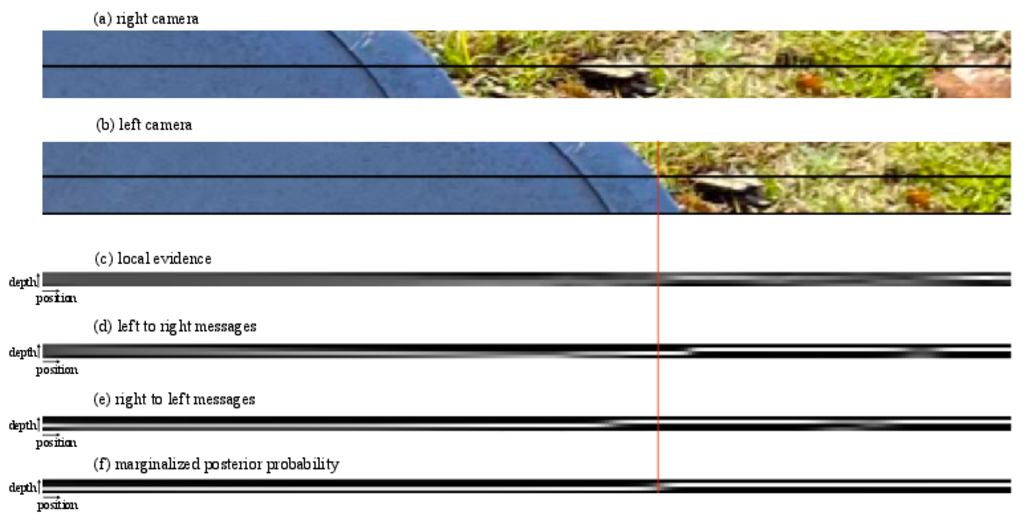 (a) right camera
(b) left camera
(c) local evidence
depth
position
(d) left to right messages
depth
position
(e) right to left messages
depth
position
(f) marginalized posterior probability
depth
position